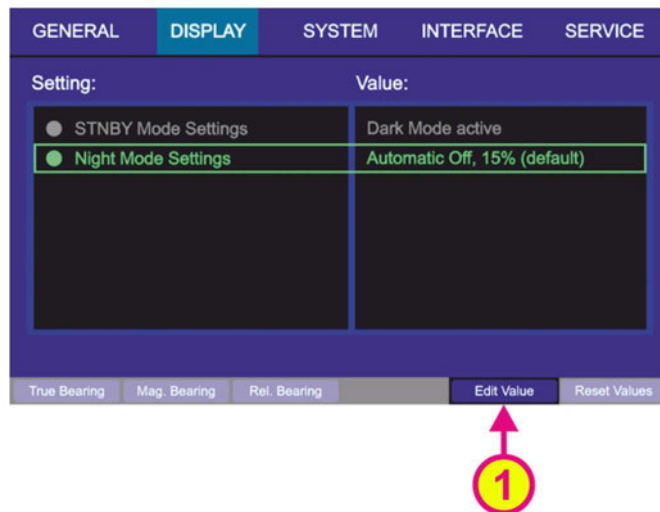 GENERAL DISPLAY SYSTEM INTERFACE SERVICE
Setting: Value:
STNBY Mode Settings Dark Mode active
Night Mode Settings Automatic Off, 15% (default)
True Bearing Mag. Bearing Rel. Bearing Edit Value Reset Values
1